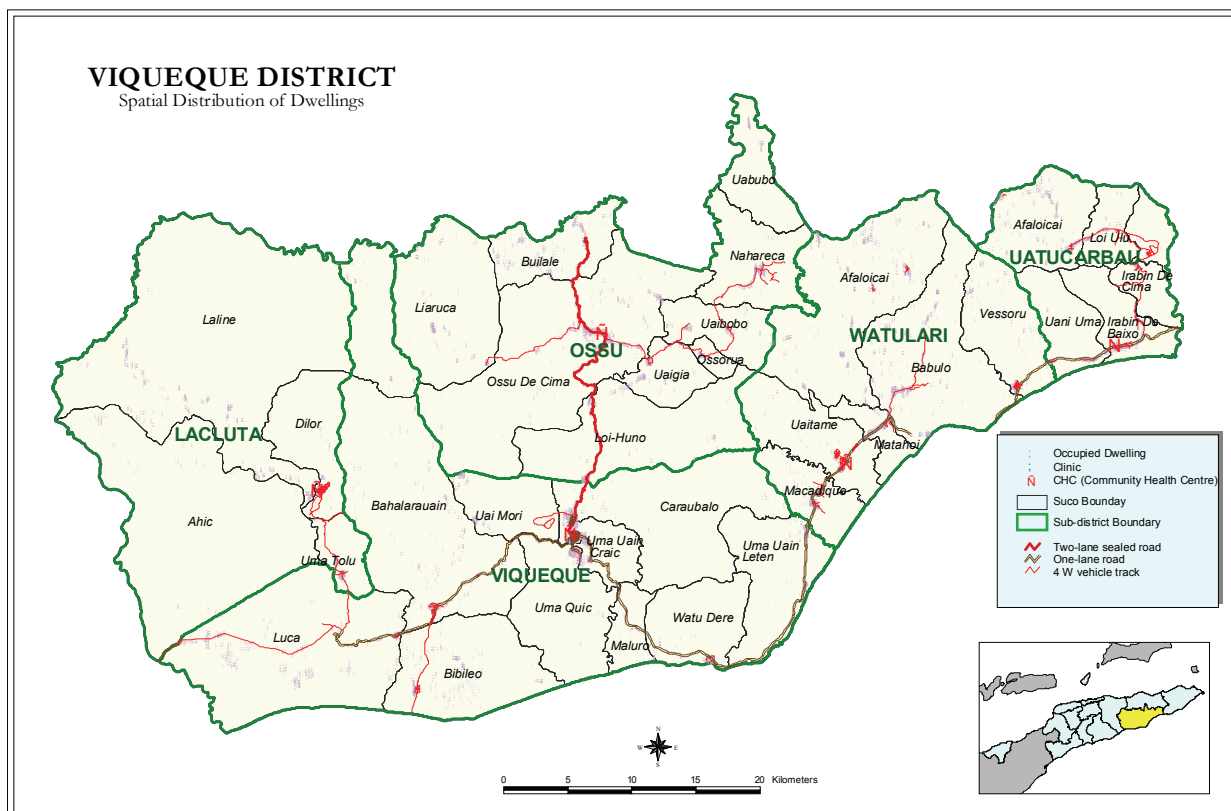 VIQUEQUE DISTRICT
Spatial Distribution of Dwellings
Uabubo
Afaloicai
Loi Ulu
UATUCARBAU
Builale
Nahareca
Irabin De
Cima
Afaloicai
Liaruca
Laline
Uaibobo
Vessoru
Uani Uma
Irabin De
Baixo
WATULARI
OSSU
Ossorua
Ossu De Cima
Uaigia
Babulo
Dilor
LACLUTA
Loi-Huno
Uaitame
Matahoi
Macadique
Bahalarauain
Uai Mori
Caraubalo
Ahic
Uma Uain
Craic
Uma Uain
Leten
Uma Tolu
VIQUEQUE
Uma Quic
Watu Dere
Luca
Maluro
Bibileo
Occupied Dwelling
Clinic
Ñ CHC (Community Health Centre)
Suco Bounday
Sub-district Boundary
Two-lane sealed road
One-lane road
4 W vehicle track
N
W E
S
0 5 10 15 20 Kilometers